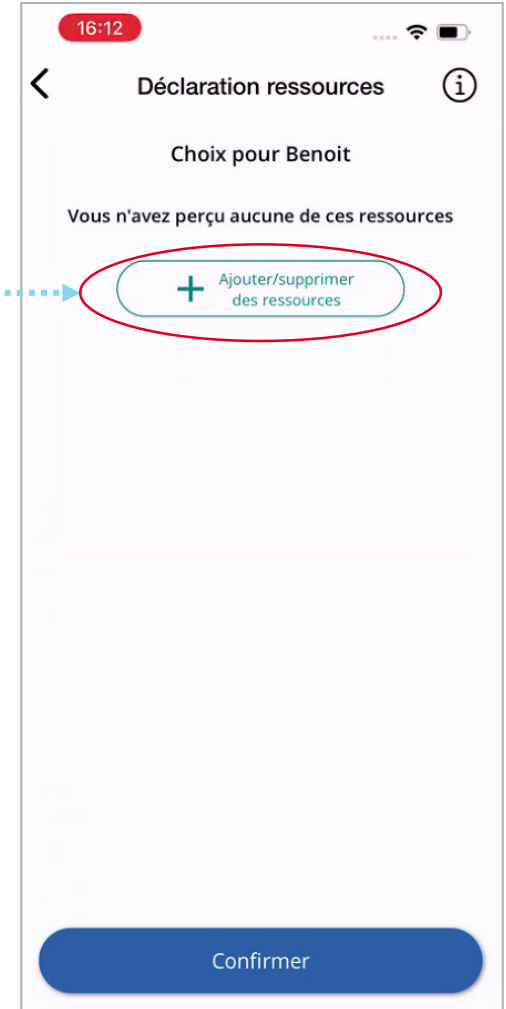 16:12
Déclaration ressources
Choix pour Benoit
Vous n'avez perçu aucune de ces ressources
Ajouter/supprimer
des ressources
Confirmer